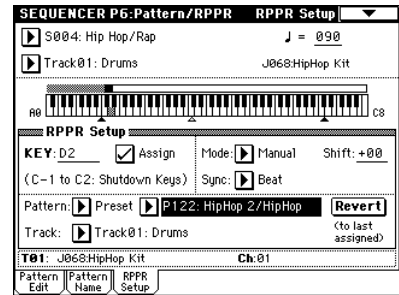 SEQUENCER P6:Pattern/RPPR RPPR Setup
S004: Hip Hop/Rap ♩ = 090
Track01: Drums J068:HipHop Kit
A0 C8
RPPR Setup
KEY: D2 Assign Mode: Manual Shift: +00
(C-1 to C2: Shutdown Keys) Sync: Beat
Pattern: Preset P122: HipHop 2/HipHop Revert
Track: Track01: Drums (to last assigned)
T01: J068:HipHop Kit Ch:01
Pattern Edit Pattern Name RPPR Setup